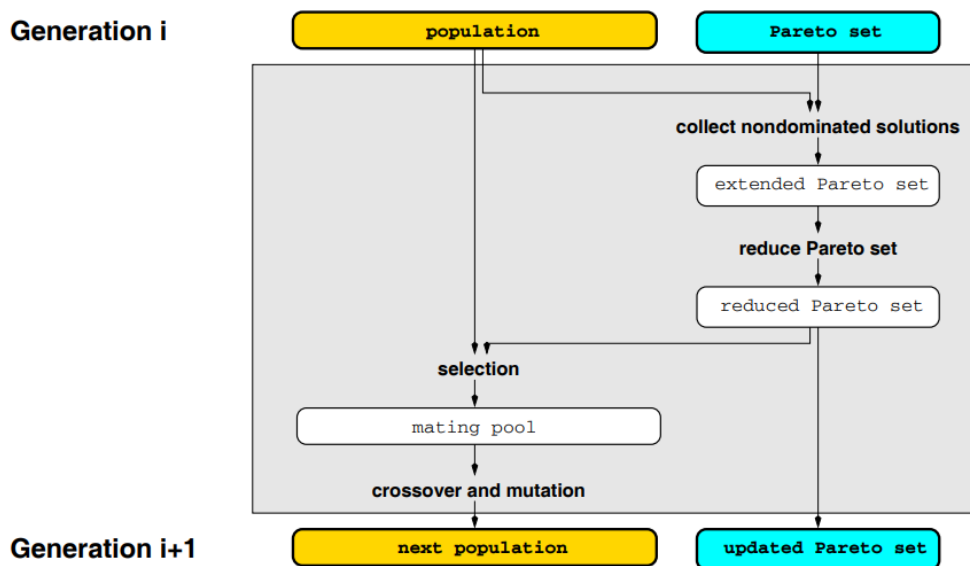 Generation i
population
Pareto set
collect nondominated solutions
extended Pareto set
reduce Pareto set
reduced Pareto set
selection
mating pool
crossover and mutation
Generation i+1
next population
updated Pareto set